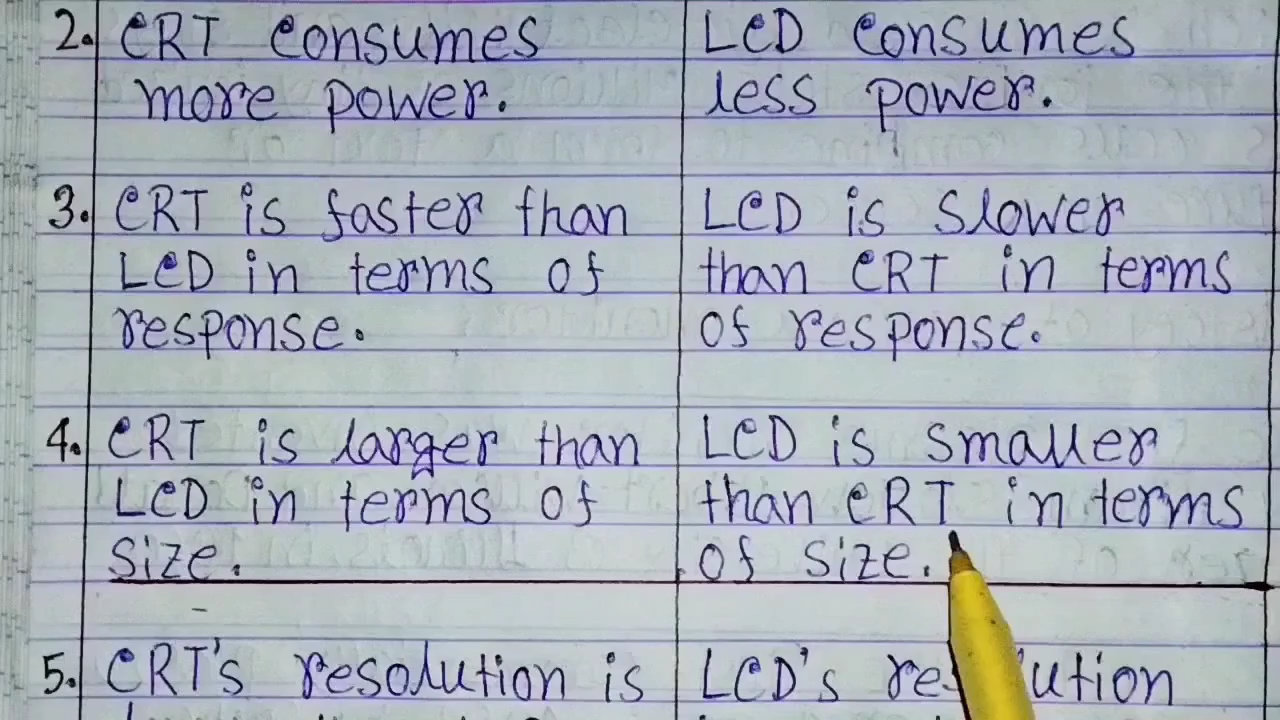 2. CRT consumes
more power.
LCD consumes
less power.
3. CRT is faster than
LCD in terms of
response.
LCD is slower
than CRT in terms
of response.
4. CRT is larger than
LCD in terms of
size.
LCD is smaller
than CRT in terms
of size.
5. CRT's resolution is
LCD's